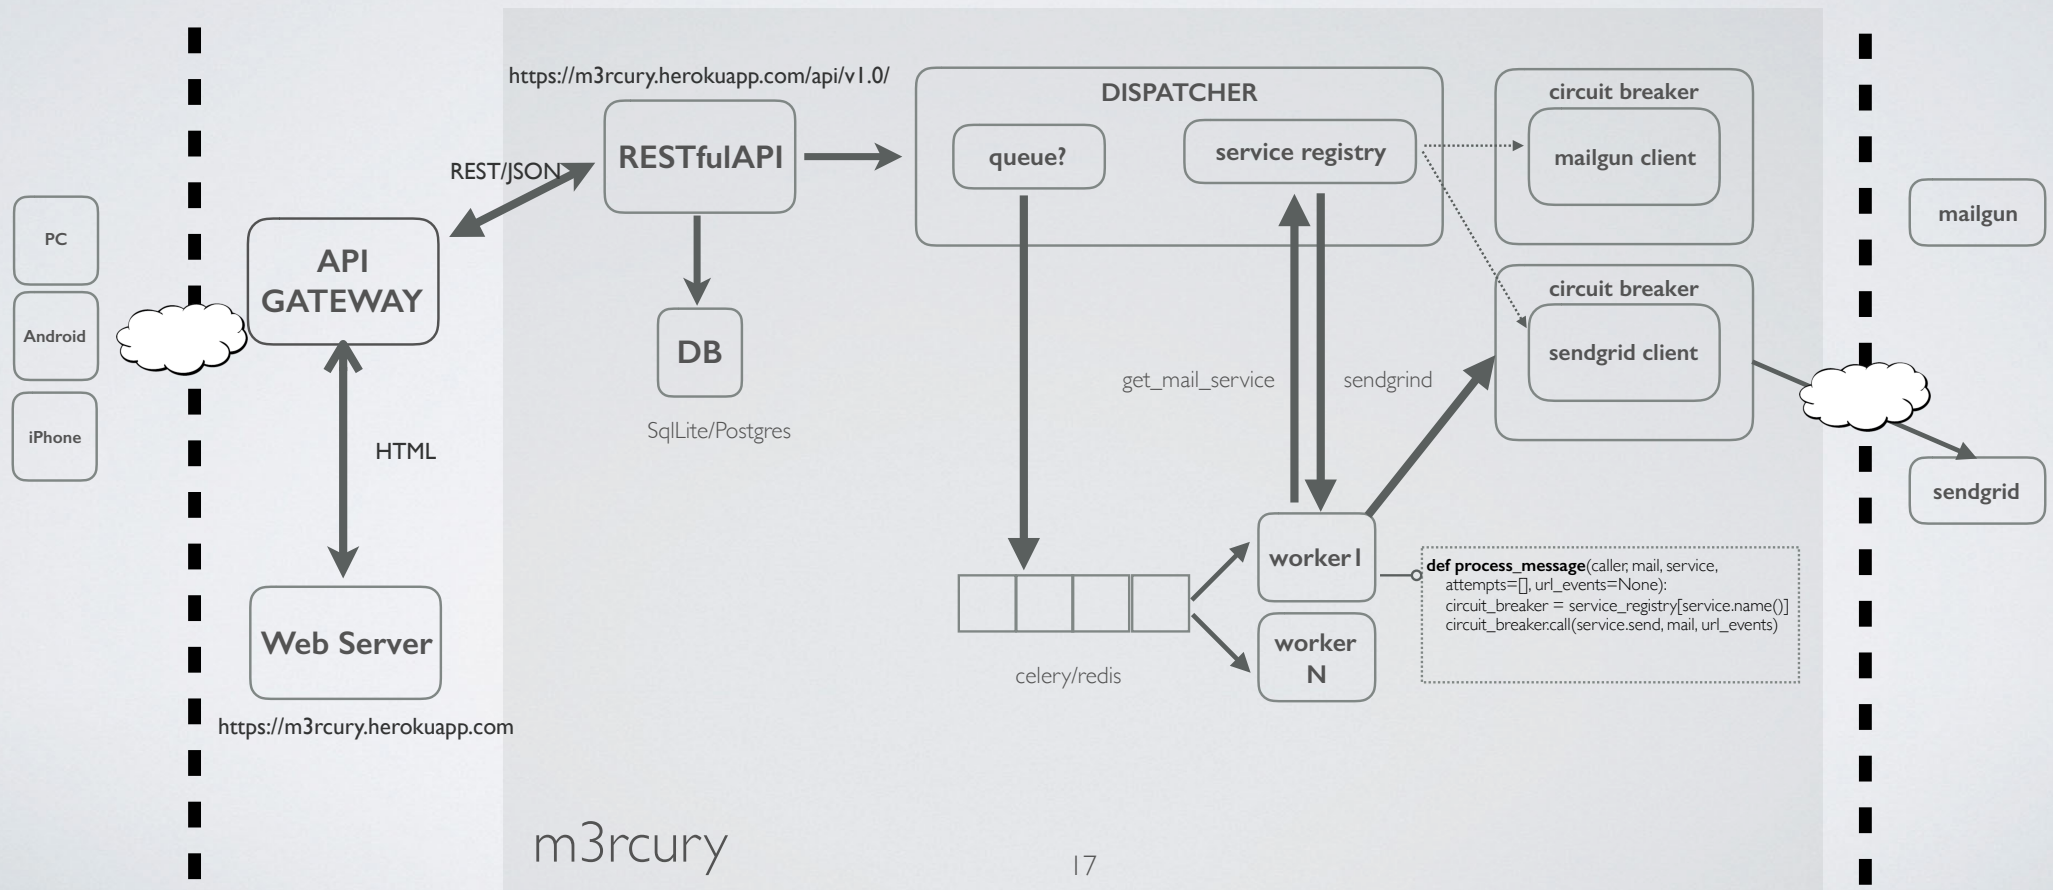 PC
Android
iPhone
API
GATEWAY
HTML
Web Server
https://m3rcury.herokuapp.com
REST/JSON
https://m3rcury.herokuapp.com/api/v1.0/
RESTfulAPI
DB
SqlLite/Postgres
DISPATCHER
queue?
service registry
get_mail_service
sendgrind
celery/redis
worker1
worker
N
circuit breaker
mailgun client
circuit breaker
sendgrid client
def process_message(caller, mail, service,
attempts=[], url_events=None):
circuit_breaker = service_registry[service.name()]
circuit_breaker.call(service.send, mail, url_events)
mailgun
sendgrid
m3rcury
17